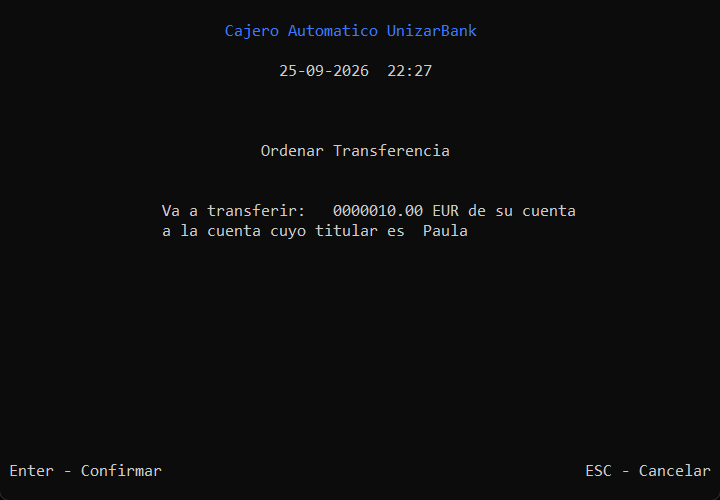 Cajero Automatico UnizarBank
25-09-2026  22:27
Ordenar Transferencia
Va a transferir:   0000010.00 EUR de su cuenta
a la cuenta cuyo titular es  Paula
Enter - Confirmar
ESC - Cancelar